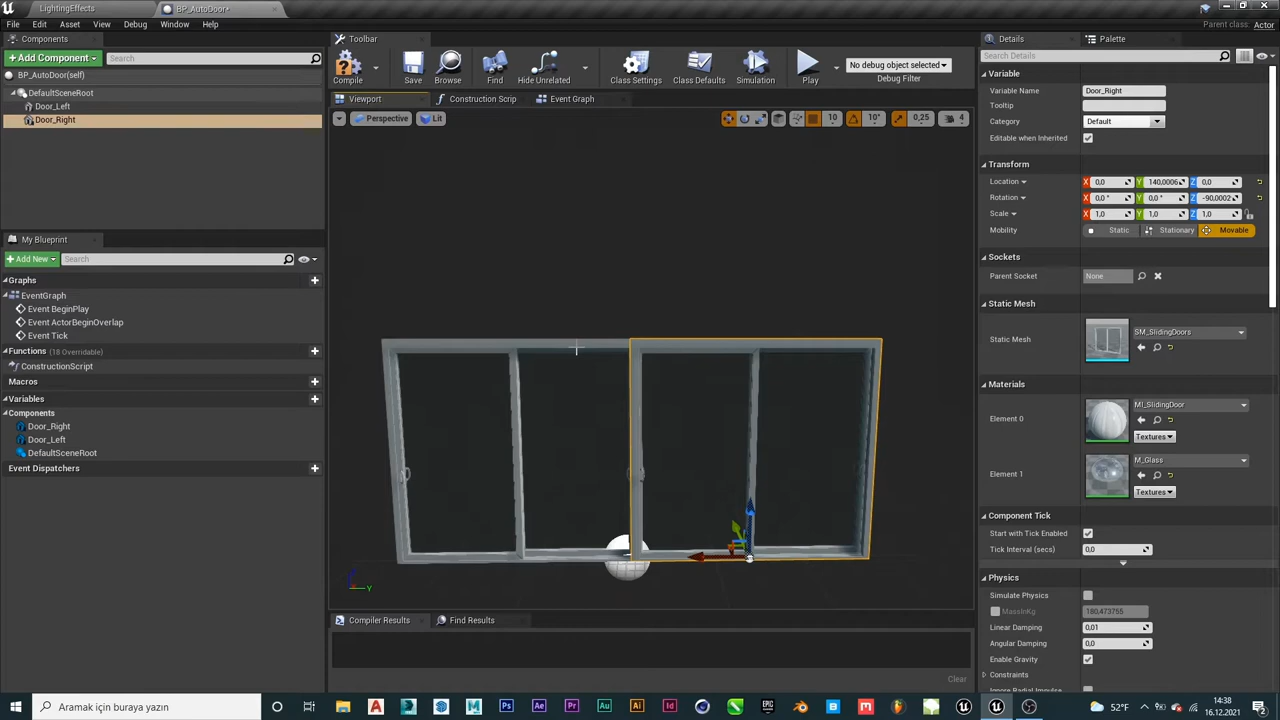 LightingEffects
BP_AutoDoor*
File Edit Asset View Debug Window Help
Parent class: Actor
Components
Toolbar
Details
Palette
Add Component
Search
Search Details
BP_AutoDoor(self)
DefaultSceneRoot
Door_Left
Door_Right
Compile
Save
Browse
Find
Hide Unrelated
Class Settings
Class Defaults
Simulation
Play
No debug object selected
Debug Filter
Viewport
Construction Scrip
Event Graph
Perspective
Lit
10
10°
0,25
4
Variable
Variable Name Door_Right
Tooltip
Category Default
Editable when Inherited
Transform
Location X 0,0 Y 140,0006 Z 0,0
Rotation X 0,0 ° Y 0,0 ° Z -90,0002
Scale X 1,0 Y 1,0 Z 1,0
Mobility Static Stationary Movable
Sockets
Parent Socket None
Static Mesh
Static Mesh SM_SlidingDoors
Materials
Element 0 MI_SlidingDoor
Textures
Element 1 M_Glass
Textures
Component Tick
Start with Tick Enabled
Tick Interval (secs) 0,0
Physics
Simulate Physics
MassInKg 180,473755
Linear Damping 0,01
Angular Damping 0,0
Enable Gravity
Constraints
Ignore Radial Impulse
My Blueprint
Add New
Search
Graphs
EventGraph
Event BeginPlay
Event ActorBeginOverlap
Event Tick
Functions (18 Overridable)
ConstructionScript
Macros
Variables
Components
Door_Right
Door_Left
DefaultSceneRoot
Event Dispatchers
Y
Compiler Results
Find Results
Clear
Aramak için buraya yazın
52°F
14:38
16.12.2021